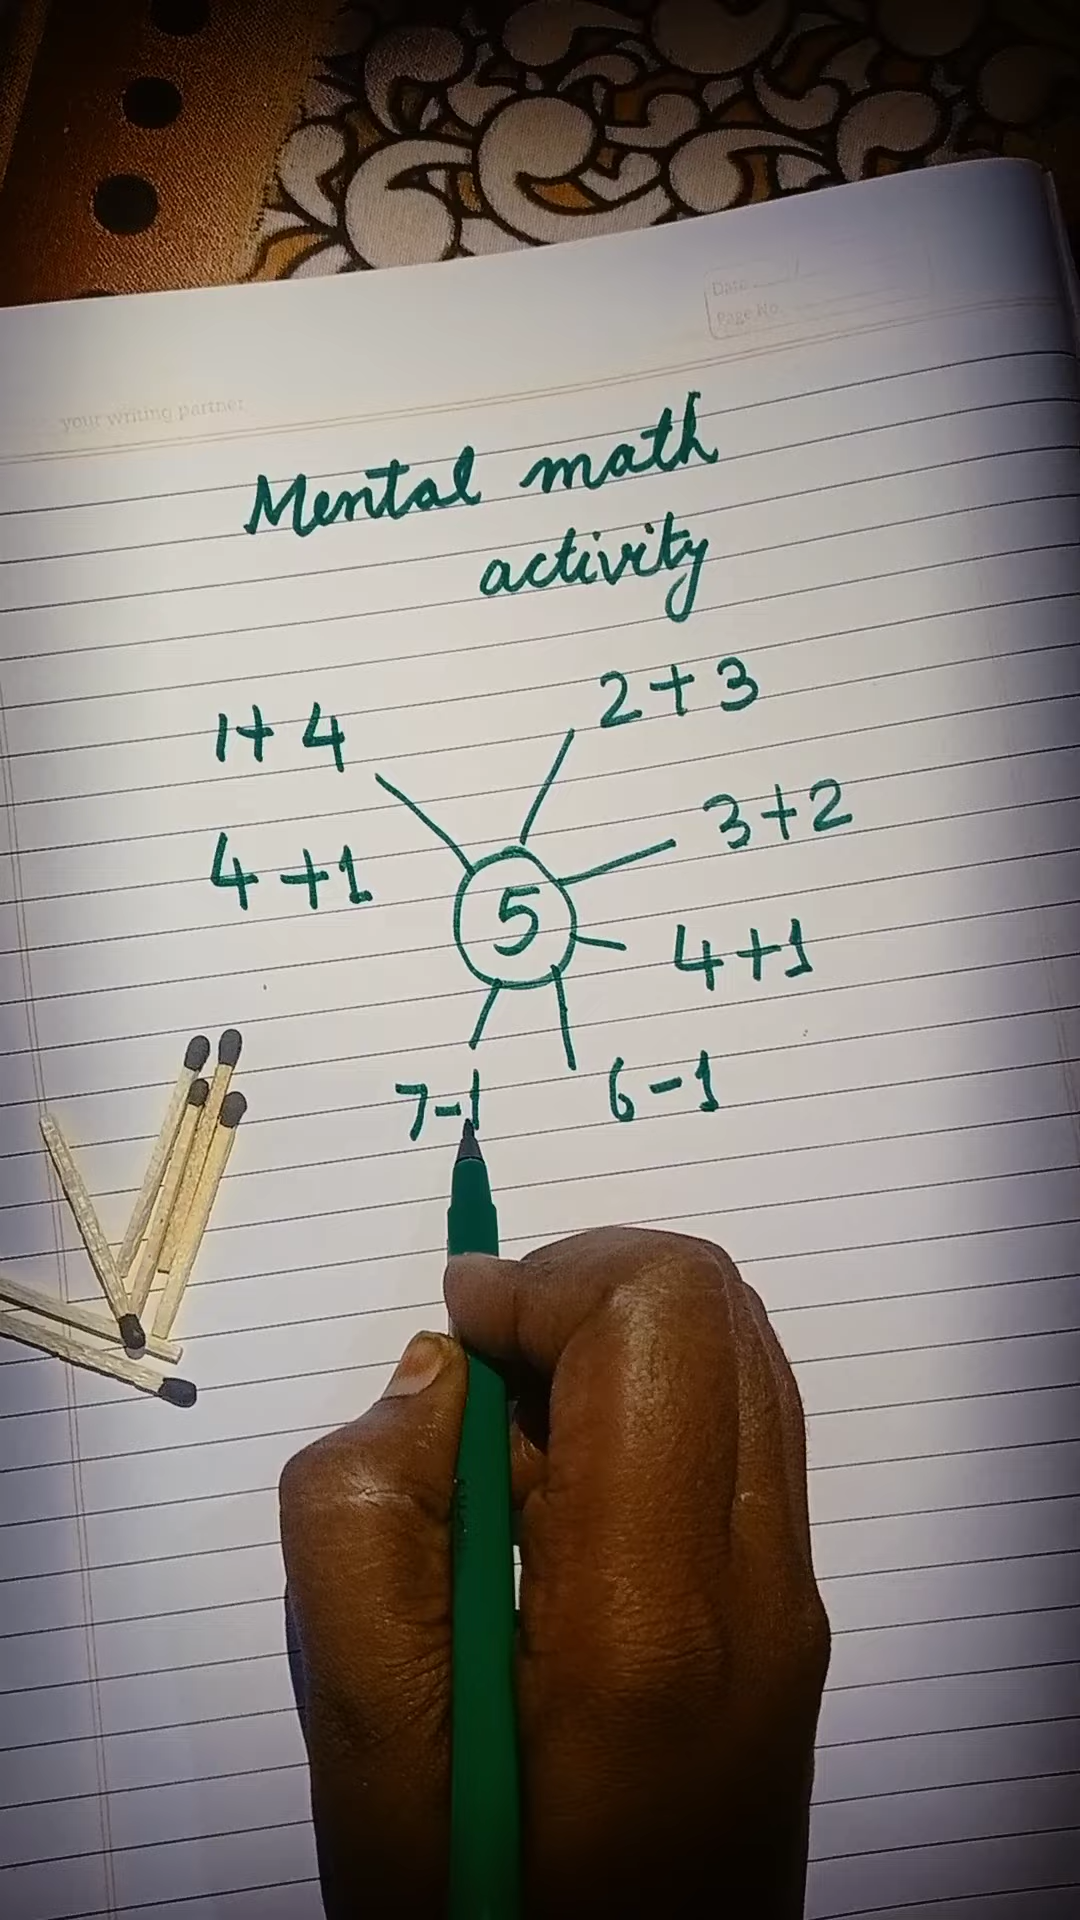 Date
Page No.
your writing partner
Mental math
activity
1+4
2+3
3+2
4+1
5
4+1
7-1
6-1